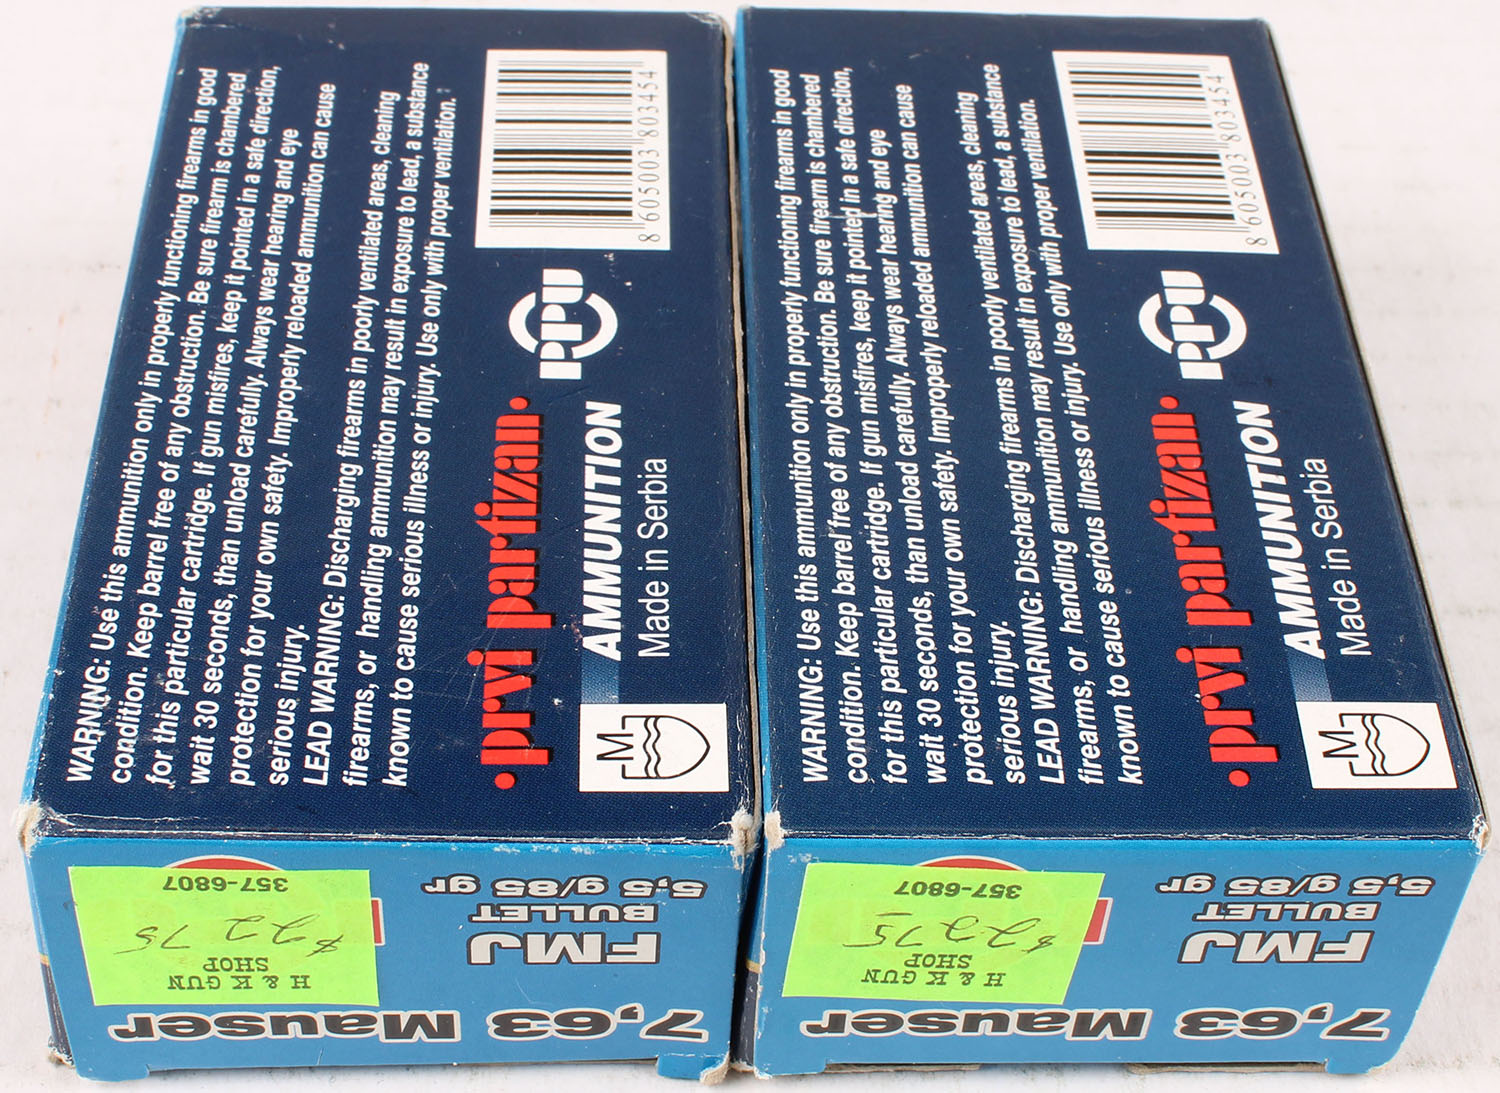 WARNING: Use this ammunition only in properly functioning firearms in good
condition. Keep barrel free of any obstruction. Be sure firearm is chambered
for this particular cartridge. If gun misfires, keep it pointed in a safe direction,
wait 30 seconds, than unload carefully. Always wear hearing and eye
protection for your own safety. Improperly reloaded ammunition can cause
serious injury.
LEAD WARNING: Discharging firearms in poorly ventilated areas, cleaning
firearms, or handling ammunition may result in exposure to lead, a substance
known to cause serious illness or injury. Use only with proper ventilation.
·prvi partizan·
AMMUNITION
Made in Serbia
M
PPU
8 605003 803454
7,63 Mauser
FMJ
BULLET
5,5 g/85 gr
H & K GUN
SHOP
$22 75
357-6807
WARNING: Use this ammunition only in properly functioning firearms in good
condition. Keep barrel free of any obstruction. Be sure firearm is chambered
for this particular cartridge. If gun misfires, keep it pointed in a safe direction,
wait 30 seconds, than unload carefully. Always wear hearing and eye
protection for your own safety. Improperly reloaded ammunition can cause
serious injury.
LEAD WARNING: Discharging firearms in poorly ventilated areas, cleaning
firearms, or handling ammunition may result in exposure to lead, a substance
known to cause serious illness or injury. Use only with proper ventilation.
·prvi partizan·
AMMUNITION
Made in Serbia
M
PPU
8 605003 803454
7,63 Mauser
FMJ
BULLET
5,5 g/85 gr
H & K GUN
SHOP
$22 75
357-6807